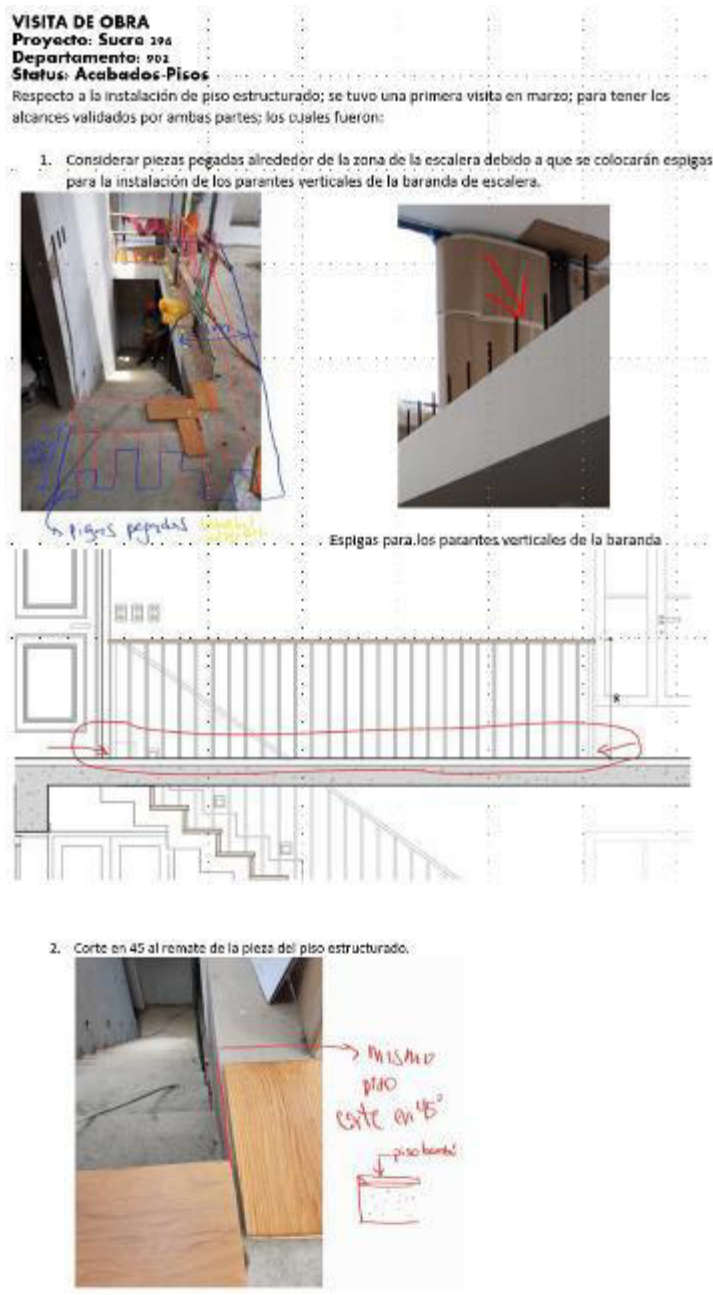 VISITA DE OBRA
Proyecto: Sucre 296
Departamento: 902
Status: Acabados-Pisos
Respecto a la instalación de piso estructurado; se tuvo una primera visita en marzo; para tener los
alcances validados por ambas partes; los cuales fueron:
1. Considerar piezas pegadas alrededor de la zona de la escalera debido a que se colocarán espigas
para la instalación de los parantes verticales de la baranda de escalera.
piezas pegadas
Espigas para los parantes verticales de la baranda
2. Corte en 45 al remate de la pieza del piso estructurado.
mismo
piso
corte en 45°
piso bambú